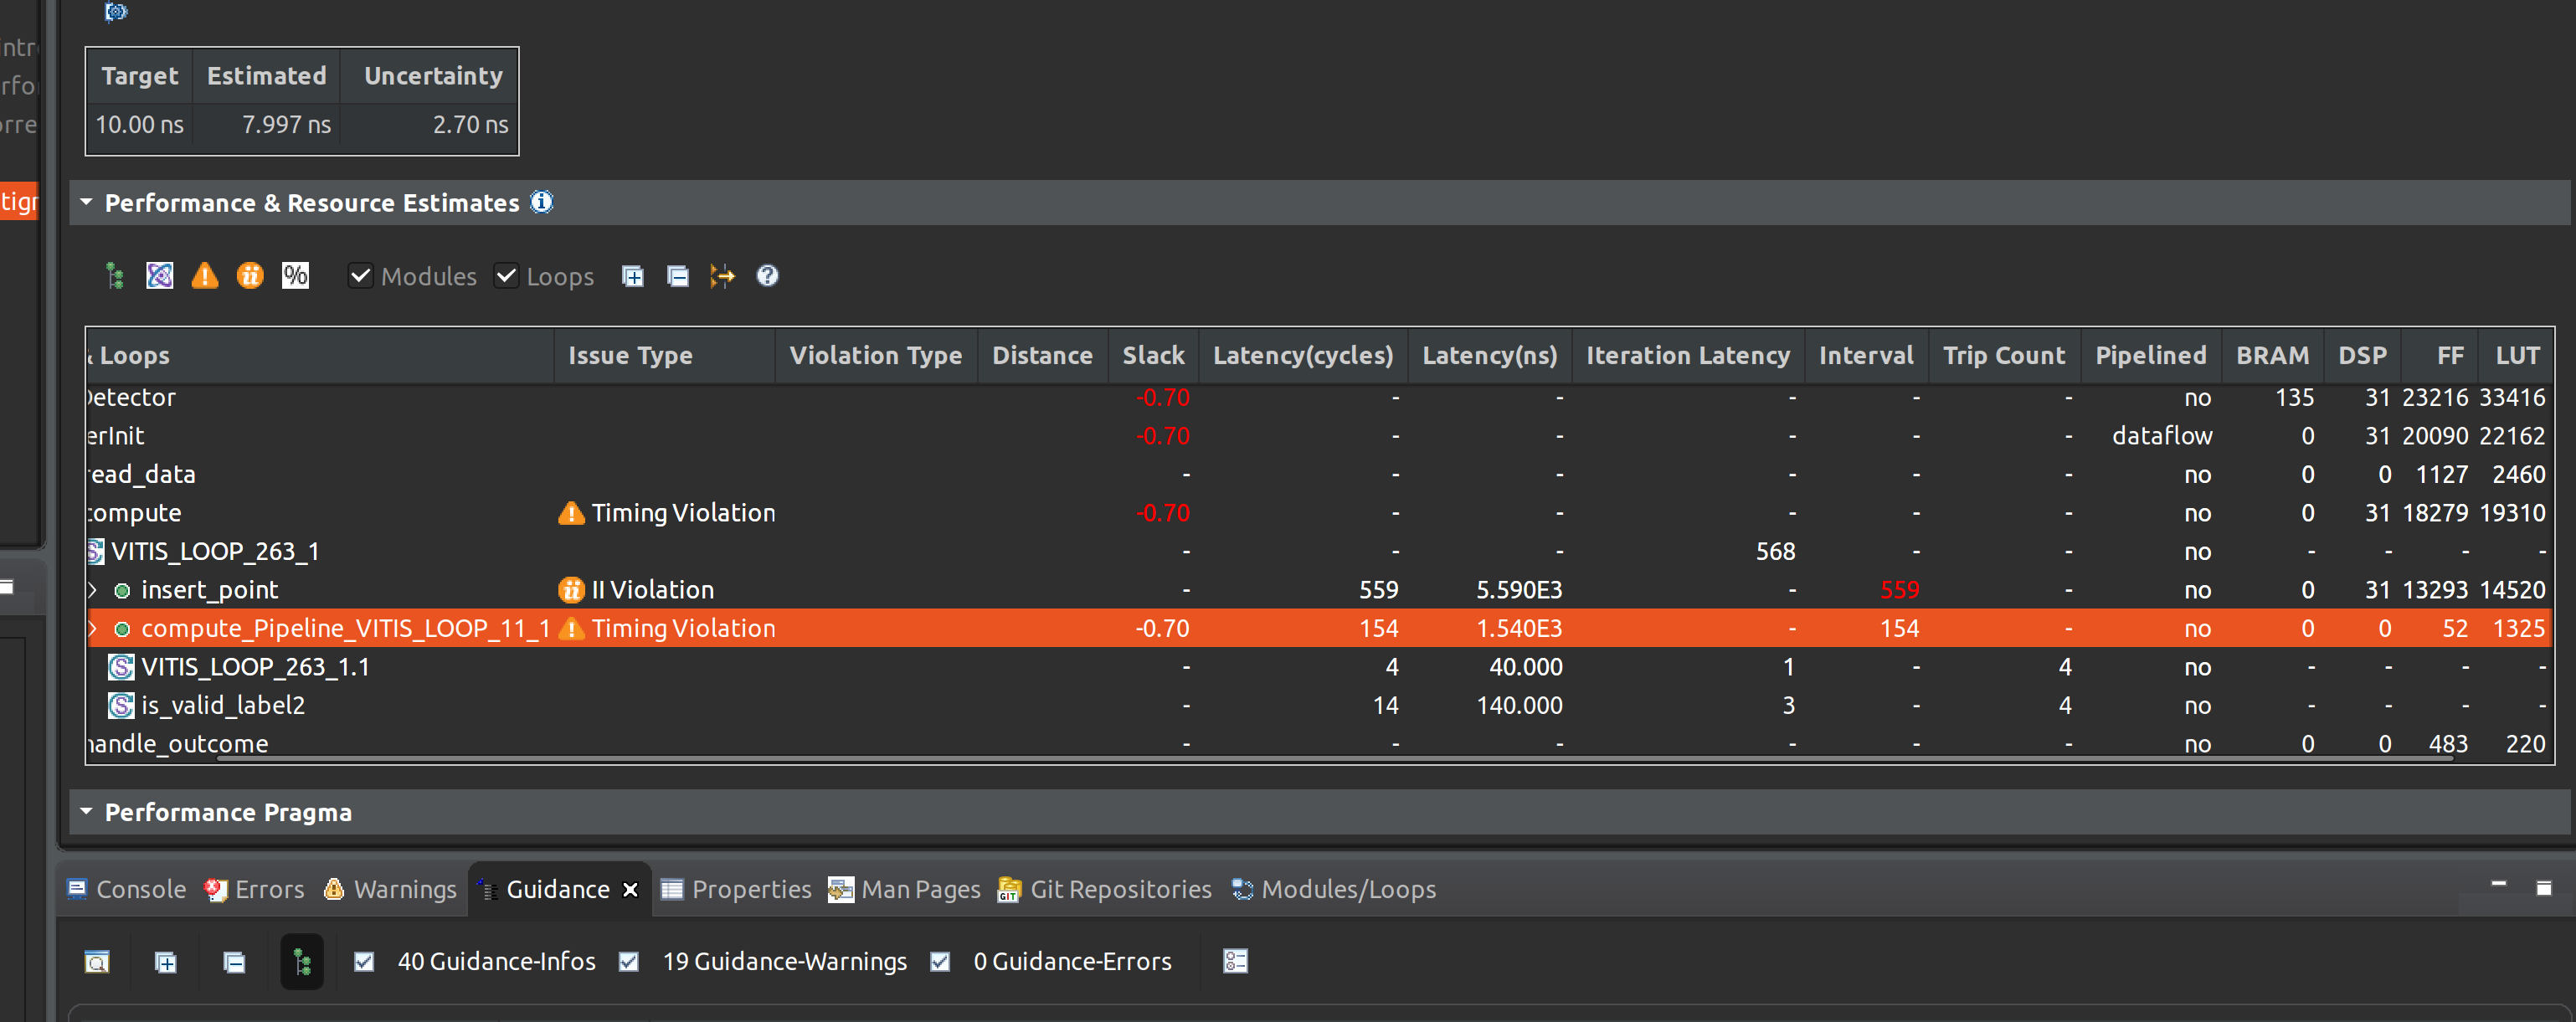 intr
erfo
orre
tigr
Target Estimated Uncertainty
10.00 ns 7.997 ns 2.70 ns
Performance & Resource Estimates
% Modules Loops
& Loops Issue Type Violation Type Distance Slack Latency(cycles) Latency(ns) Iteration Latency Interval Trip Count Pipelined BRAM DSP FF LUT
Detector -0.70 - - - - - no 135 31 23216 33416
erInit -0.70 - - - - - dataflow 0 31 20090 22162
read_data - - - - - - no 0 0 1127 2460
compute Timing Violation -0.70 - - - - - no 0 31 18279 19310
VITIS_LOOP_263_1 - - - 568 - - no - - - -
insert_point II Violation - 559 5.590E3 - 559 - no 0 31 13293 14520
compute_Pipeline_VITIS_LOOP_11_1 Timing Violation -0.70 154 1.540E3 - 154 - no 0 0 52 1325
VITIS_LOOP_263_1.1 - 4 40.000 1 - 4 no - - - -
is_valid_label2 - 14 140.000 3 - 4 no - - - -
handle_outcome - - - - - - no 0 0 483 220
Performance Pragma
Console Errors Warnings Guidance Properties Man Pages Git Repositories Modules/Loops
40 Guidance-Infos 19 Guidance-Warnings 0 Guidance-Errors